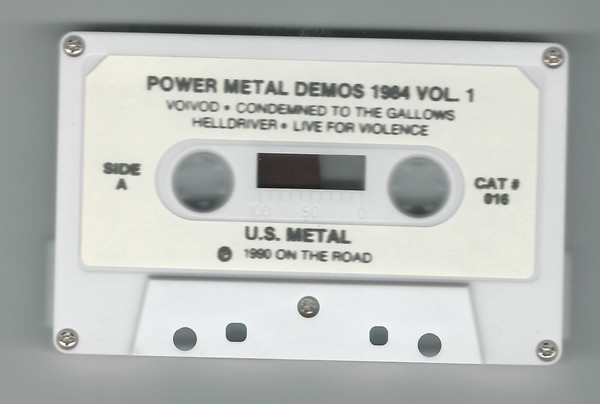 POWER METAL DEMOS 1984 VOL. 1
VOIVOD • CONDEMNED TO THE GALLOWS
HELLDRIVER • LIVE FOR VIOLENCE
SIDE
A
CAT #
016
100 50 0
U.S. METAL
℗ 1990 ON THE ROAD